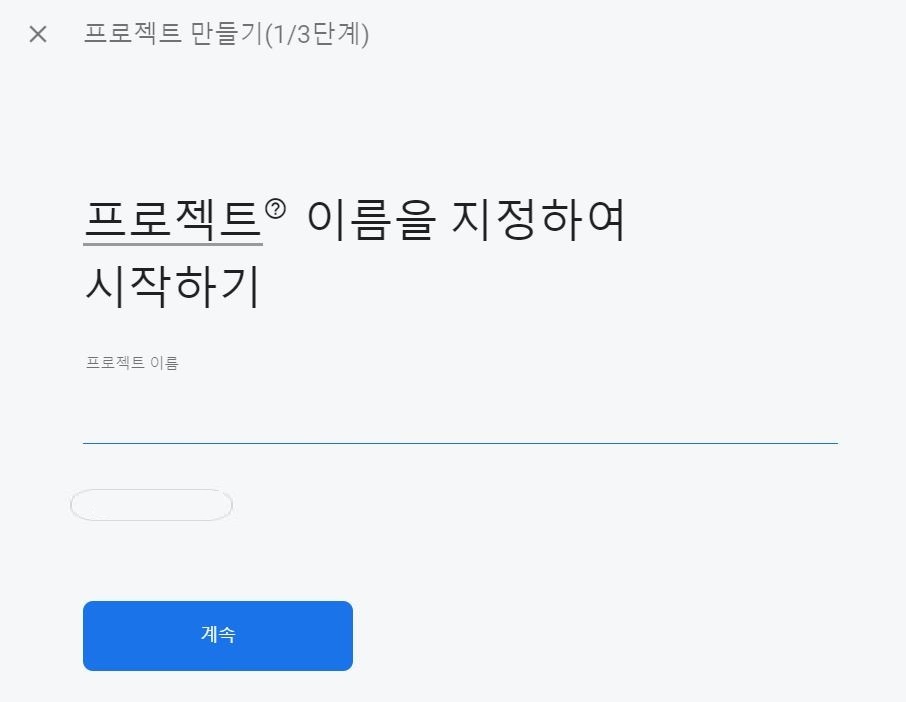 프로젝트 만들기(1/3단계)
프로젝트 이름을 지정하여
시작하기
프로젝트 이름
계속